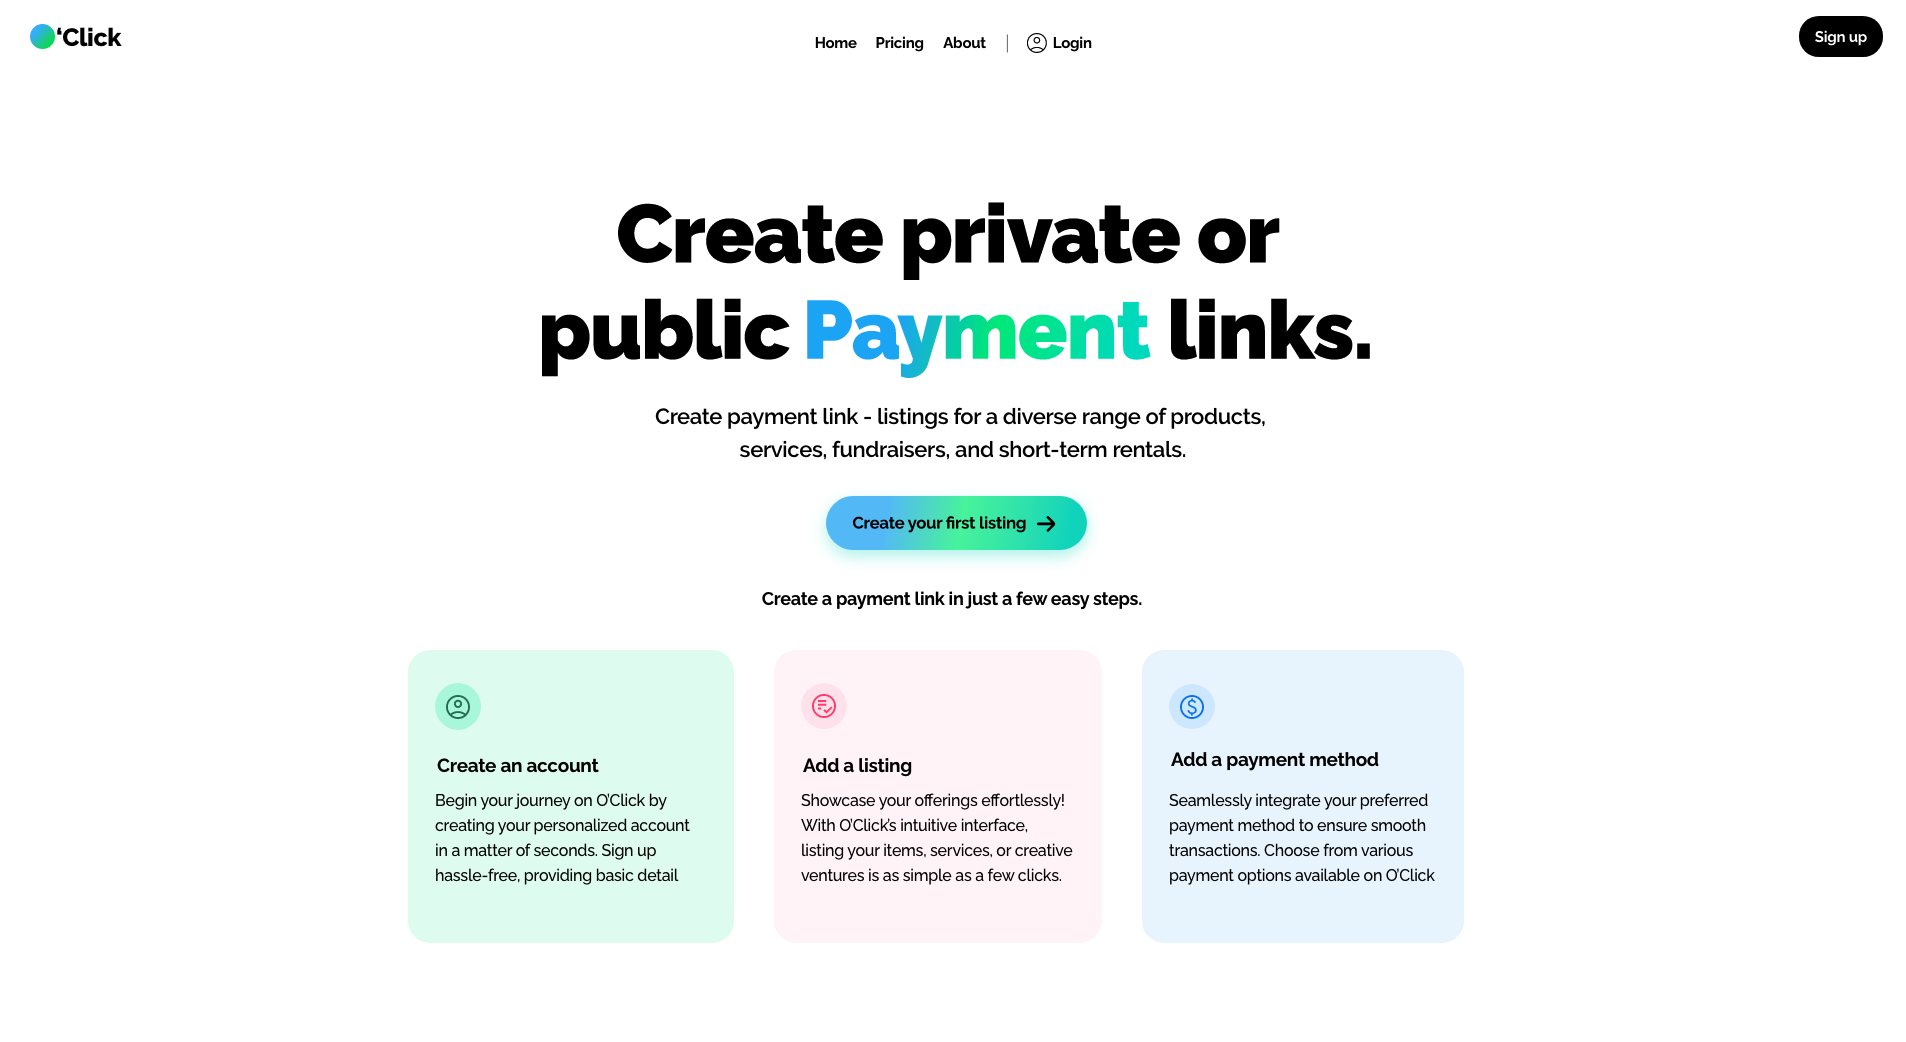 ‘Click
Home Pricing About | Login
Sign up
Create private or
public Payment links.
Create payment link - listings for a diverse range of products,
services, fundraisers, and short-term rentals.
Create your first listing →
Create a payment link in just a few easy steps.
Create an account
Begin your journey on O'Click by
creating your personalized account
in a matter of seconds. Sign up
hassle-free, providing basic detail
Add a listing
Showcase your offerings effortlessly!
With O'Click's intuitive interface,
listing your items, services, or creative
ventures is as simple as a few clicks.
Add a payment method
Seamlessly integrate your preferred
payment method to ensure smooth
transactions. Choose from various
payment options available on O'Click